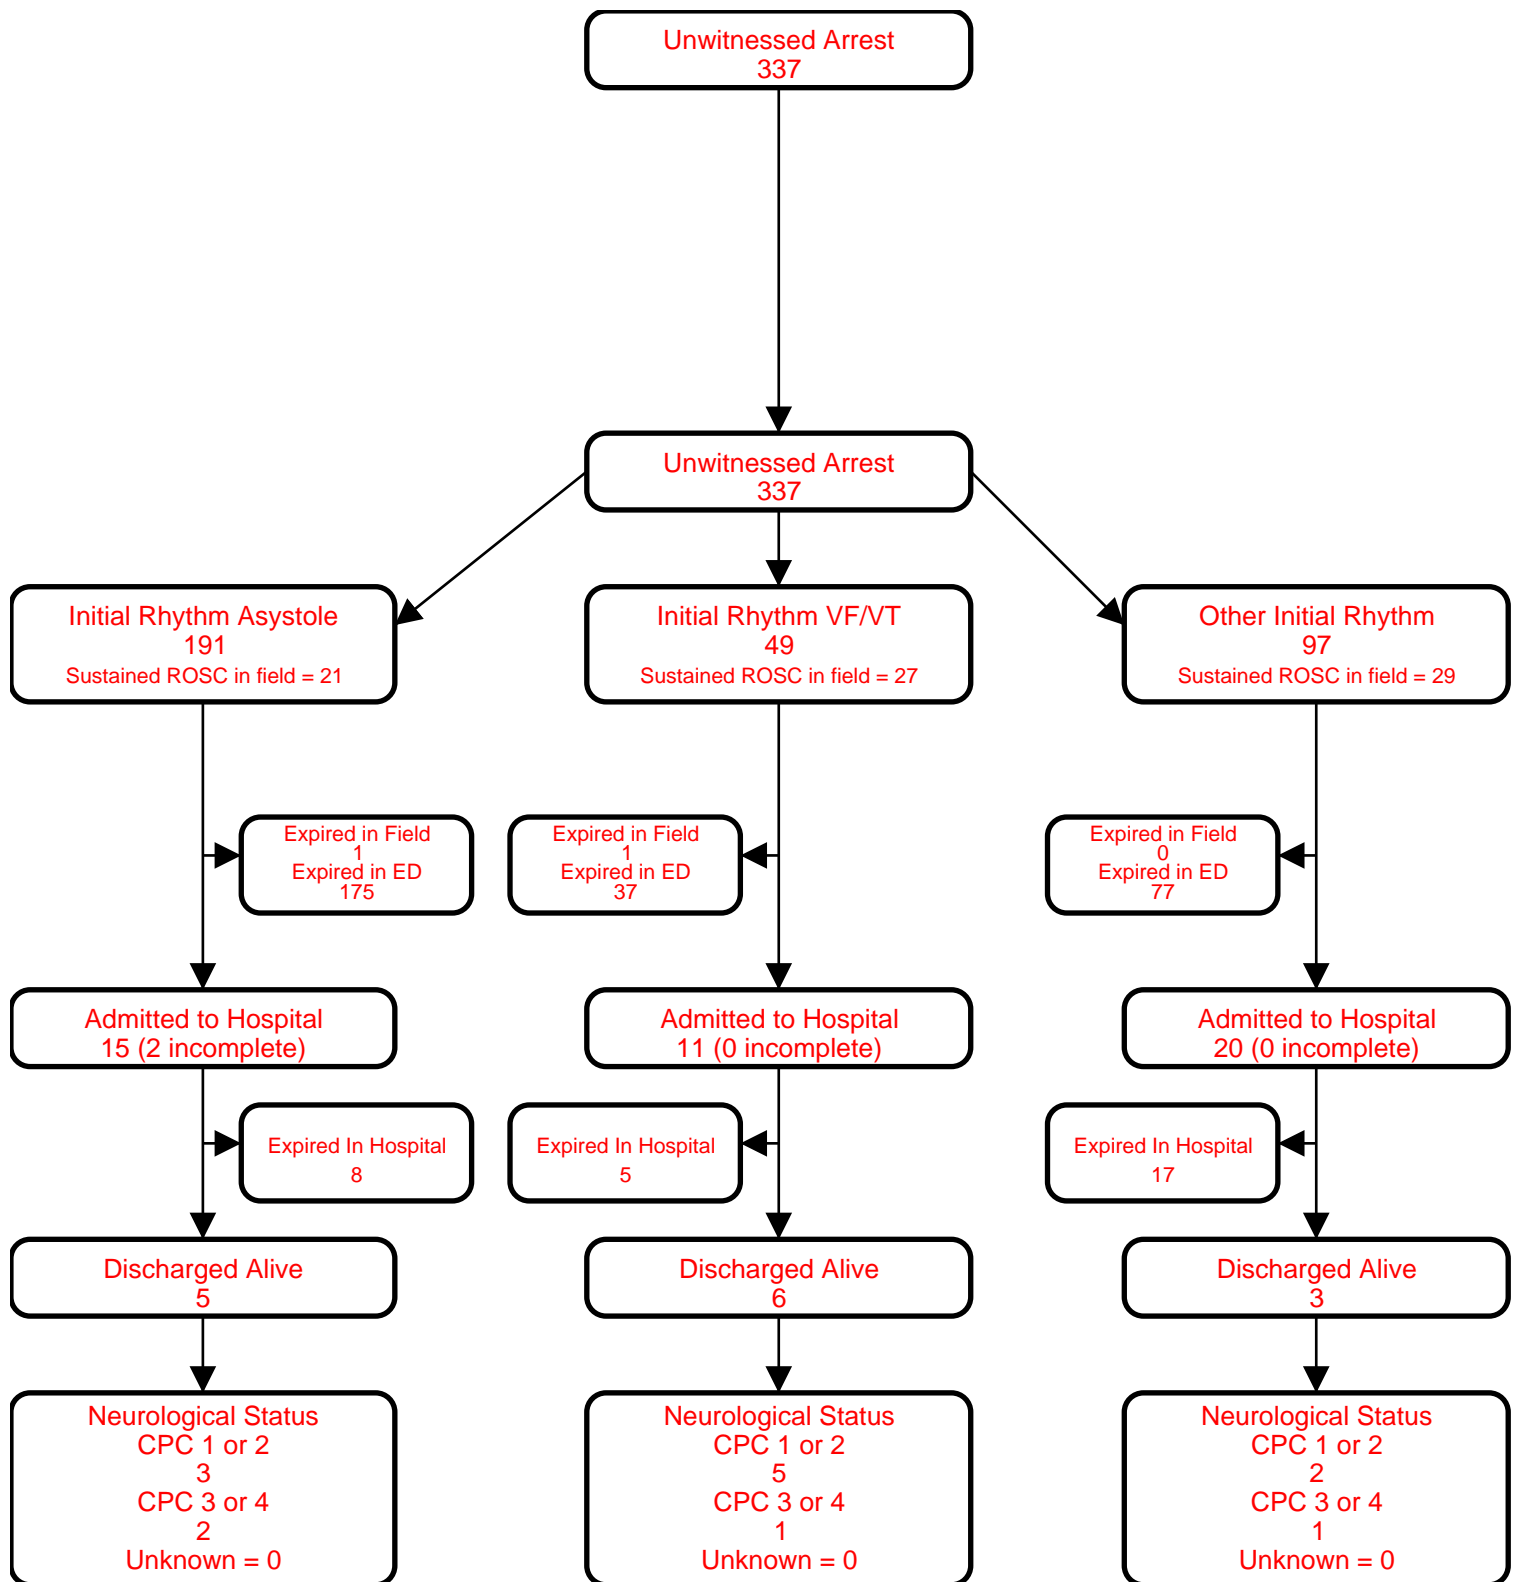 Unwitnessed Arrest
337
Unwitnessed Arrest
337
Initial Rhythm Asystole
191
Sustained ROSC in field = 21
Initial Rhythm VF/VT
49
Sustained ROSC in field = 27
Other Initial Rhythm
97
Sustained ROSC in field = 29
Expired in Field
1
Expired in ED
175
Expired in Field
1
Expired in ED
37
Expired in Field
0
Expired in ED
77
Admitted to Hospital
15 (2 incomplete)
Admitted to Hospital
11 (0 incomplete)
Admitted to Hospital
20 (0 incomplete)
Expired In Hospital
8
Expired In Hospital
5
Expired In Hospital
17
Discharged Alive
5
Discharged Alive
6
Discharged Alive
3
Neurological Status
CPC 1 or 2
3
CPC 3 or 4
2
Unknown = 0
Neurological Status
CPC 1 or 2
5
CPC 3 or 4
1
Unknown = 0
Neurological Status
CPC 1 or 2
2
CPC 3 or 4
1
Unknown = 0